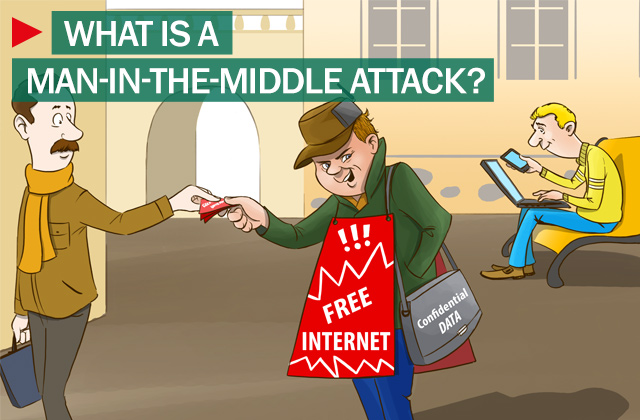 WHAT IS A
MAN-IN-THE-MIDDLE ATTACK?
!!!
FREE
INTERNET
Confidential
DATA